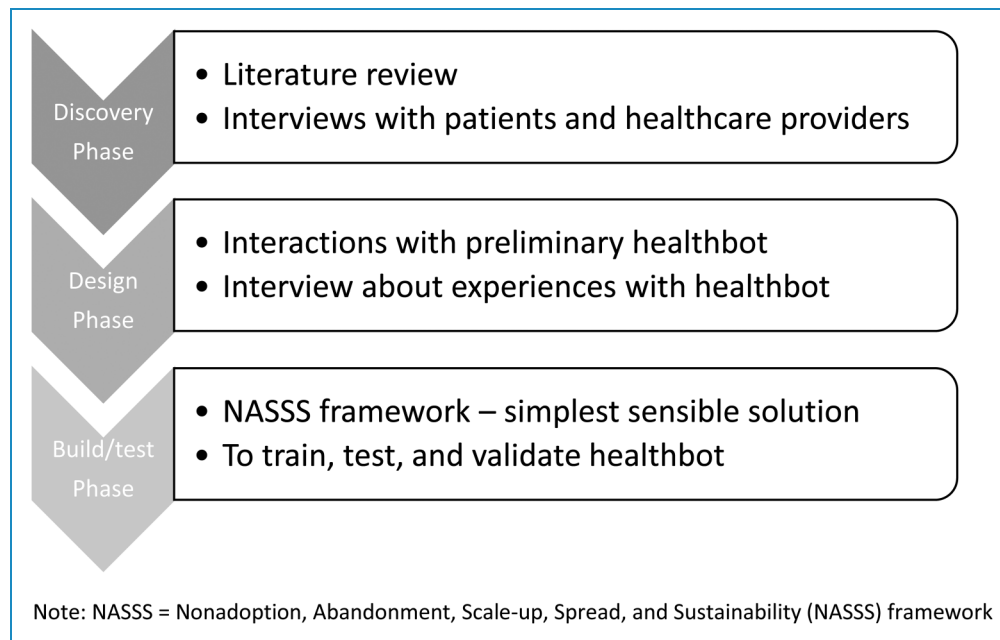 Discovery
Phase
• Literature review
• Interviews with patients and healthcare providers
Design
Phase
• Interactions with preliminary healthbot
• Interview about experiences with healthbot
Build/test
Phase
• NASSS framework – simplest sensible solution
• To train, test, and validate healthbot
Note: NASSS = Nonadoption, Abandonment, Scale-up, Spread, and Sustainability (NASSS) framework